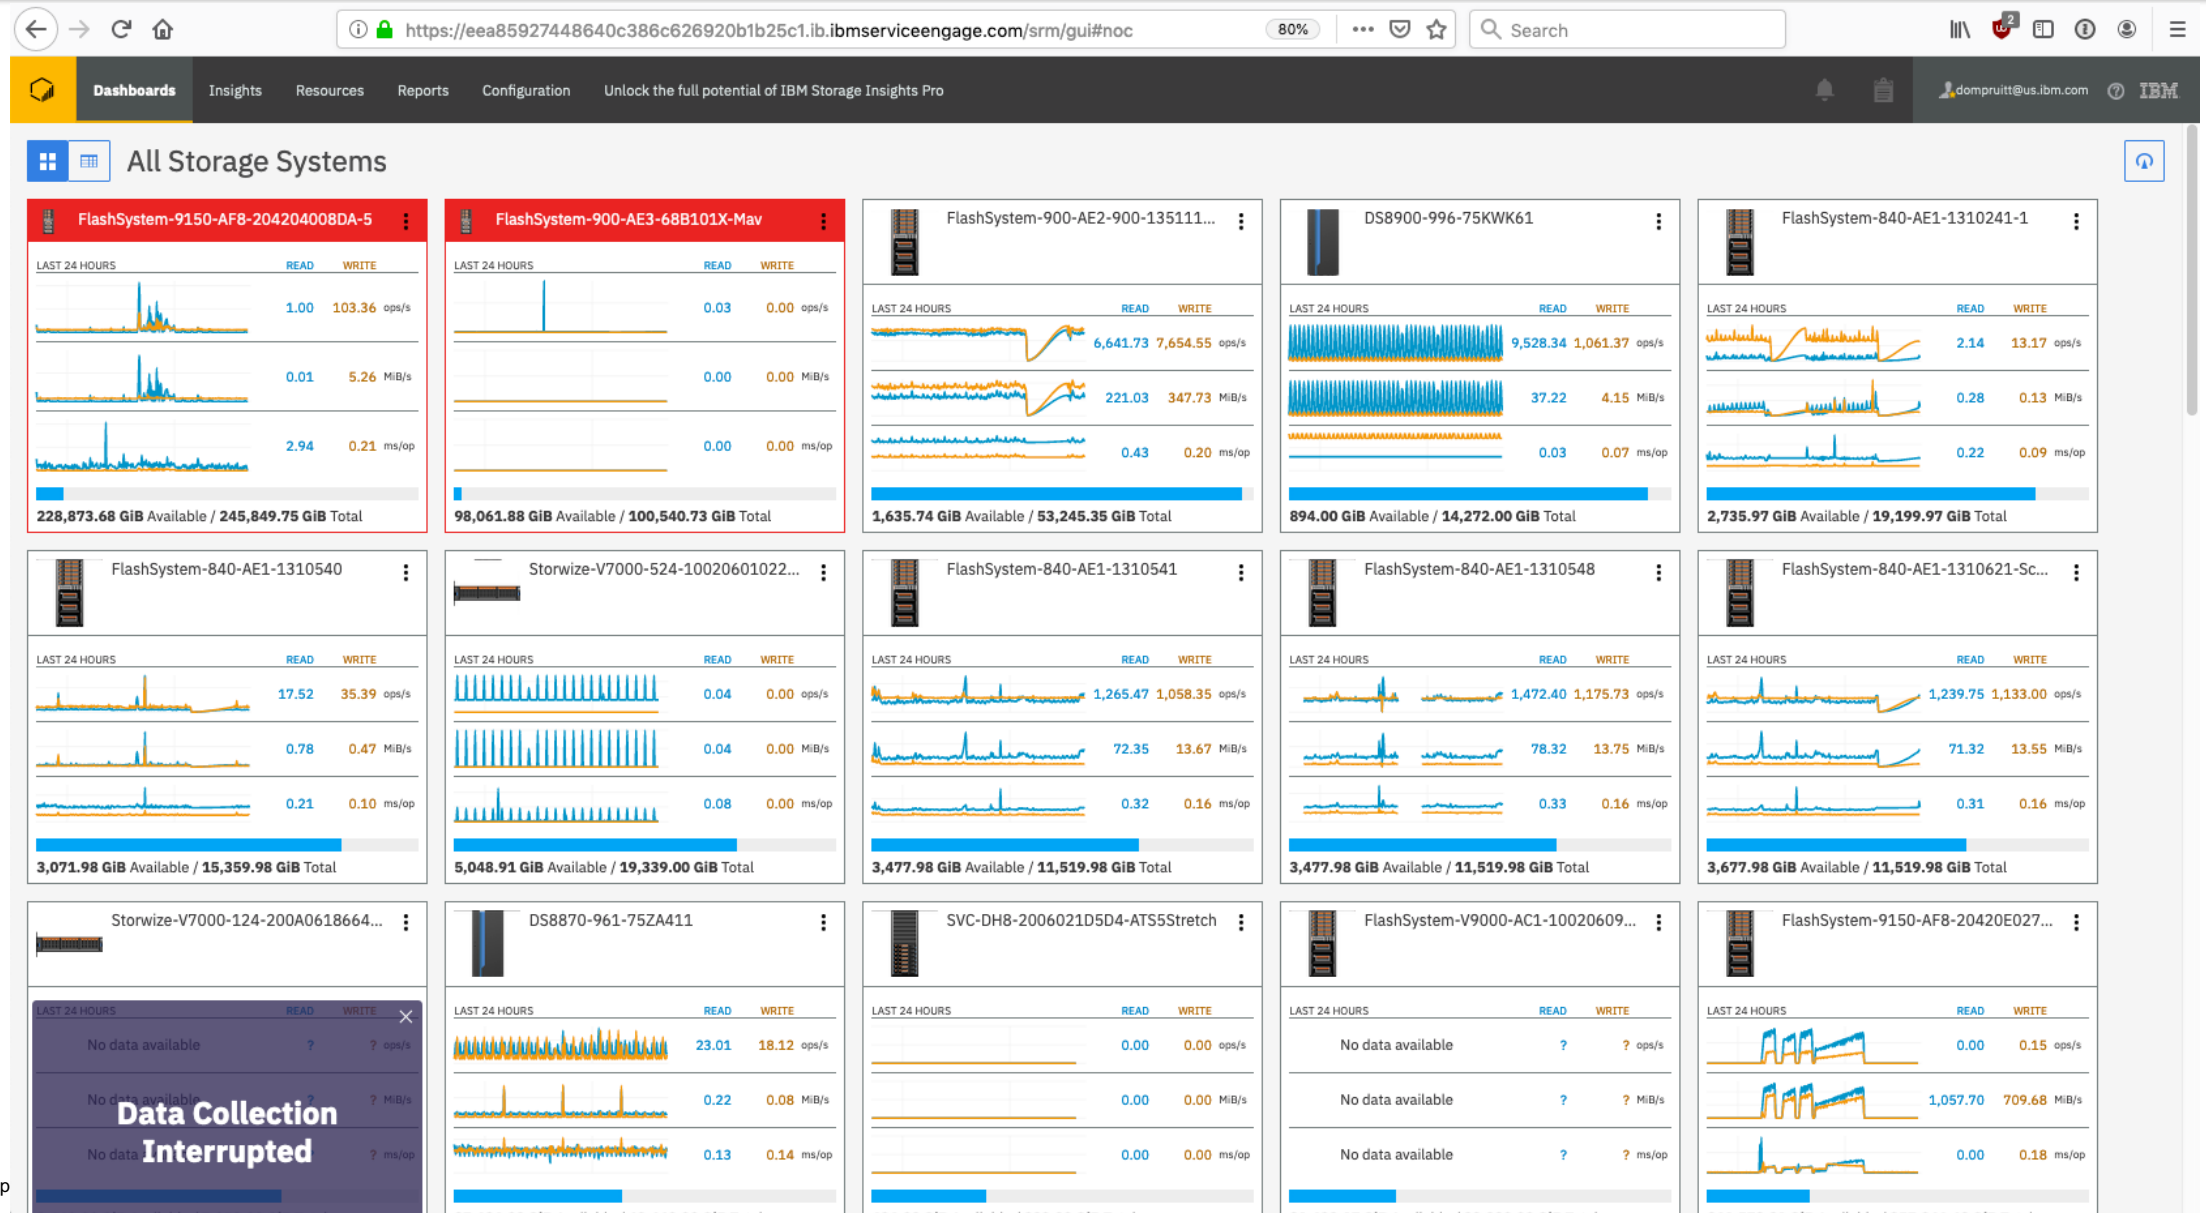 https://eea85927448640c386c626920b1b25c1.ib.ibmserviceengage.com/srm/gui#noc
80%
Search
2
Dashboards Insights Resources Reports Configuration Unlock the full potential of IBM Storage Insights Pro
dompruitt@us.ibm.com
IBM
All Storage Systems
FlashSystem-9150-AF8-204204008DA-5
LAST 24 HOURS READ WRITE
1.00 103.36 ops/s
0.01 5.26 MiB/s
2.94 0.21 ms/op
228,873.68 GiB Available / 245,849.75 GiB Total
FlashSystem-900-AE3-68B101X-Mav
LAST 24 HOURS READ WRITE
0.03 0.00 ops/s
0.00 0.00 MiB/s
0.00 0.00 ms/op
98,061.88 GiB Available / 100,540.73 GiB Total
FlashSystem-900-AE2-900-135111...
LAST 24 HOURS READ WRITE
6,641.73 7,654.55 ops/s
221.03 347.73 MiB/s
0.43 0.20 ms/op
1,635.74 GiB Available / 53,245.35 GiB Total
DS8900-996-75KWK61
LAST 24 HOURS READ WRITE
9,528.34 1,061.37 ops/s
37.22 4.15 MiB/s
0.03 0.07 ms/op
894.00 GiB Available / 14,272.00 GiB Total
FlashSystem-840-AE1-1310241-1
LAST 24 HOURS READ WRITE
2.14 13.17 ops/s
0.28 0.13 MiB/s
0.22 0.09 ms/op
2,735.97 GiB Available / 19,199.97 GiB Total
FlashSystem-840-AE1-1310540
LAST 24 HOURS READ WRITE
17.52 35.39 ops/s
0.78 0.47 MiB/s
0.21 0.10 ms/op
3,071.98 GiB Available / 15,359.98 GiB Total
Storwize-V7000-524-10020601022...
LAST 24 HOURS READ WRITE
0.04 0.00 ops/s
0.04 0.00 MiB/s
0.08 0.00 ms/op
5,048.91 GiB Available / 19,339.00 GiB Total
FlashSystem-840-AE1-1310541
LAST 24 HOURS READ WRITE
1,265.47 1,058.35 ops/s
72.35 13.67 MiB/s
0.32 0.16 ms/op
3,477.98 GiB Available / 11,519.98 GiB Total
FlashSystem-840-AE1-1310548
LAST 24 HOURS READ WRITE
1,472.40 1,175.73 ops/s
78.32 13.75 MiB/s
0.33 0.16 ms/op
3,477.98 GiB Available / 11,519.98 GiB Total
FlashSystem-840-AE1-1310621-Sc...
LAST 24 HOURS READ WRITE
1,239.75 1,133.00 ops/s
71.32 13.55 MiB/s
0.31 0.16 ms/op
3,677.98 GiB Available / 11,519.98 GiB Total
Storwize-V7000-124-200A0618664...
LAST 24 HOURS READ WRITE
No data available ? ? ops/s
No data available ? ? MiB/s
Data Collection
Interrupted
No data ? ms/op
p
DS8870-961-75ZA411
LAST 24 HOURS READ WRITE
23.01 18.12 ops/s
0.22 0.08 MiB/s
0.13 0.14 ms/op
SVC-DH8-2006021D5D4-ATS5Stretch
LAST 24 HOURS READ WRITE
0.00 0.00 ops/s
0.00 0.00 MiB/s
0.00 0.00 ms/op
FlashSystem-V9000-AC1-10020609...
LAST 24 HOURS READ WRITE
No data available ? ? ops/s
No data available ? ? MiB/s
No data available ? ? ms/op
FlashSystem-9150-AF8-20420E027...
LAST 24 HOURS READ WRITE
0.00 0.15 ops/s
1,057.70 709.68 MiB/s
0.00 0.18 ms/op